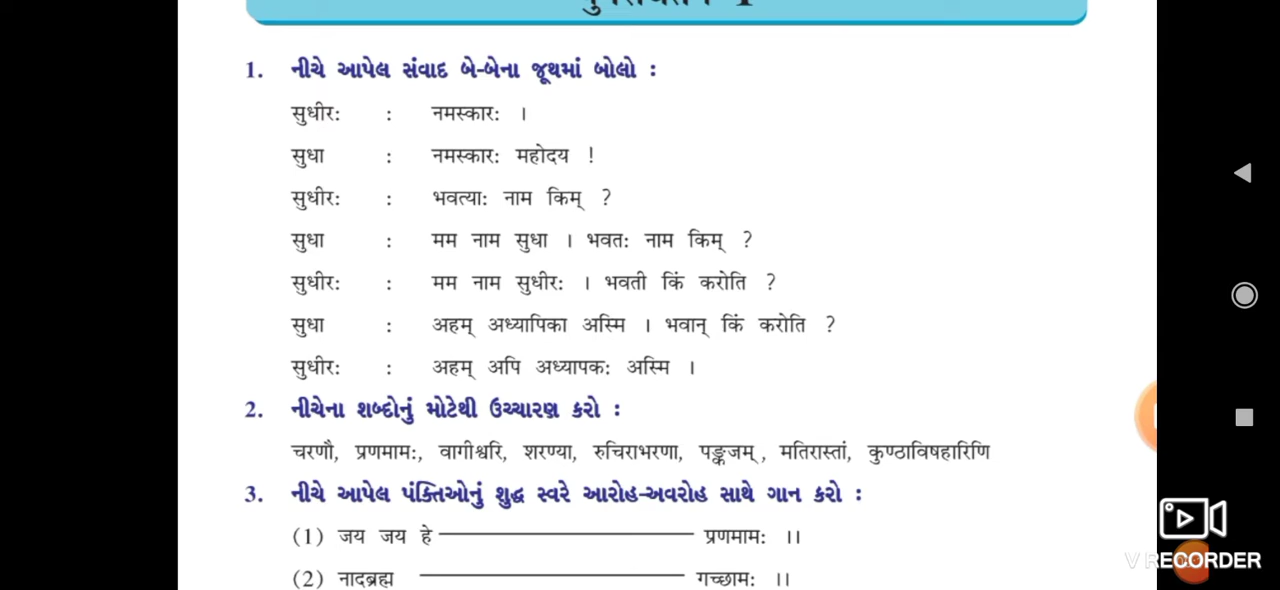 1. નીચે આપેલ સંવાદ બે-બેના જૂથમાં બોલો :
सुधीरः : नमस्कारः ।
सुधा : नमस्कारः महोदय !
सुधीरः : भवत्याः नाम किम् ?
सुधा : मम नाम सुधा । भवतः नाम किम् ?
सुधीरः : मम नाम सुधीरः । भवती किं करोति ?
सुधा : अहम् अध्यापिका अस्मि । भवान् किं करोति ?
सुधीरः : अहम् अपि अध्यापकः अस्मि ।
2. નીચેના શબ્દોનું મોટેથી ઉચ્ચારણ કરો :
चरणौ, प्रणमामः, वागीश्वरि, शरण्या, रुचिराभरणा, पङ्कजम्, मतिरास्तां, कुण्ठाविषहारिणि
3. નીચે આપેલ પંક્તિઓનું શુદ્ધ સ્વરે આરોહ-અવરોહ સાથે ગાન કરો :
(1) जय जय हे ——————— प्रणमामः ।।
(2) नादब्रह्म ——————— गच्छामः ।।
V RECORDER